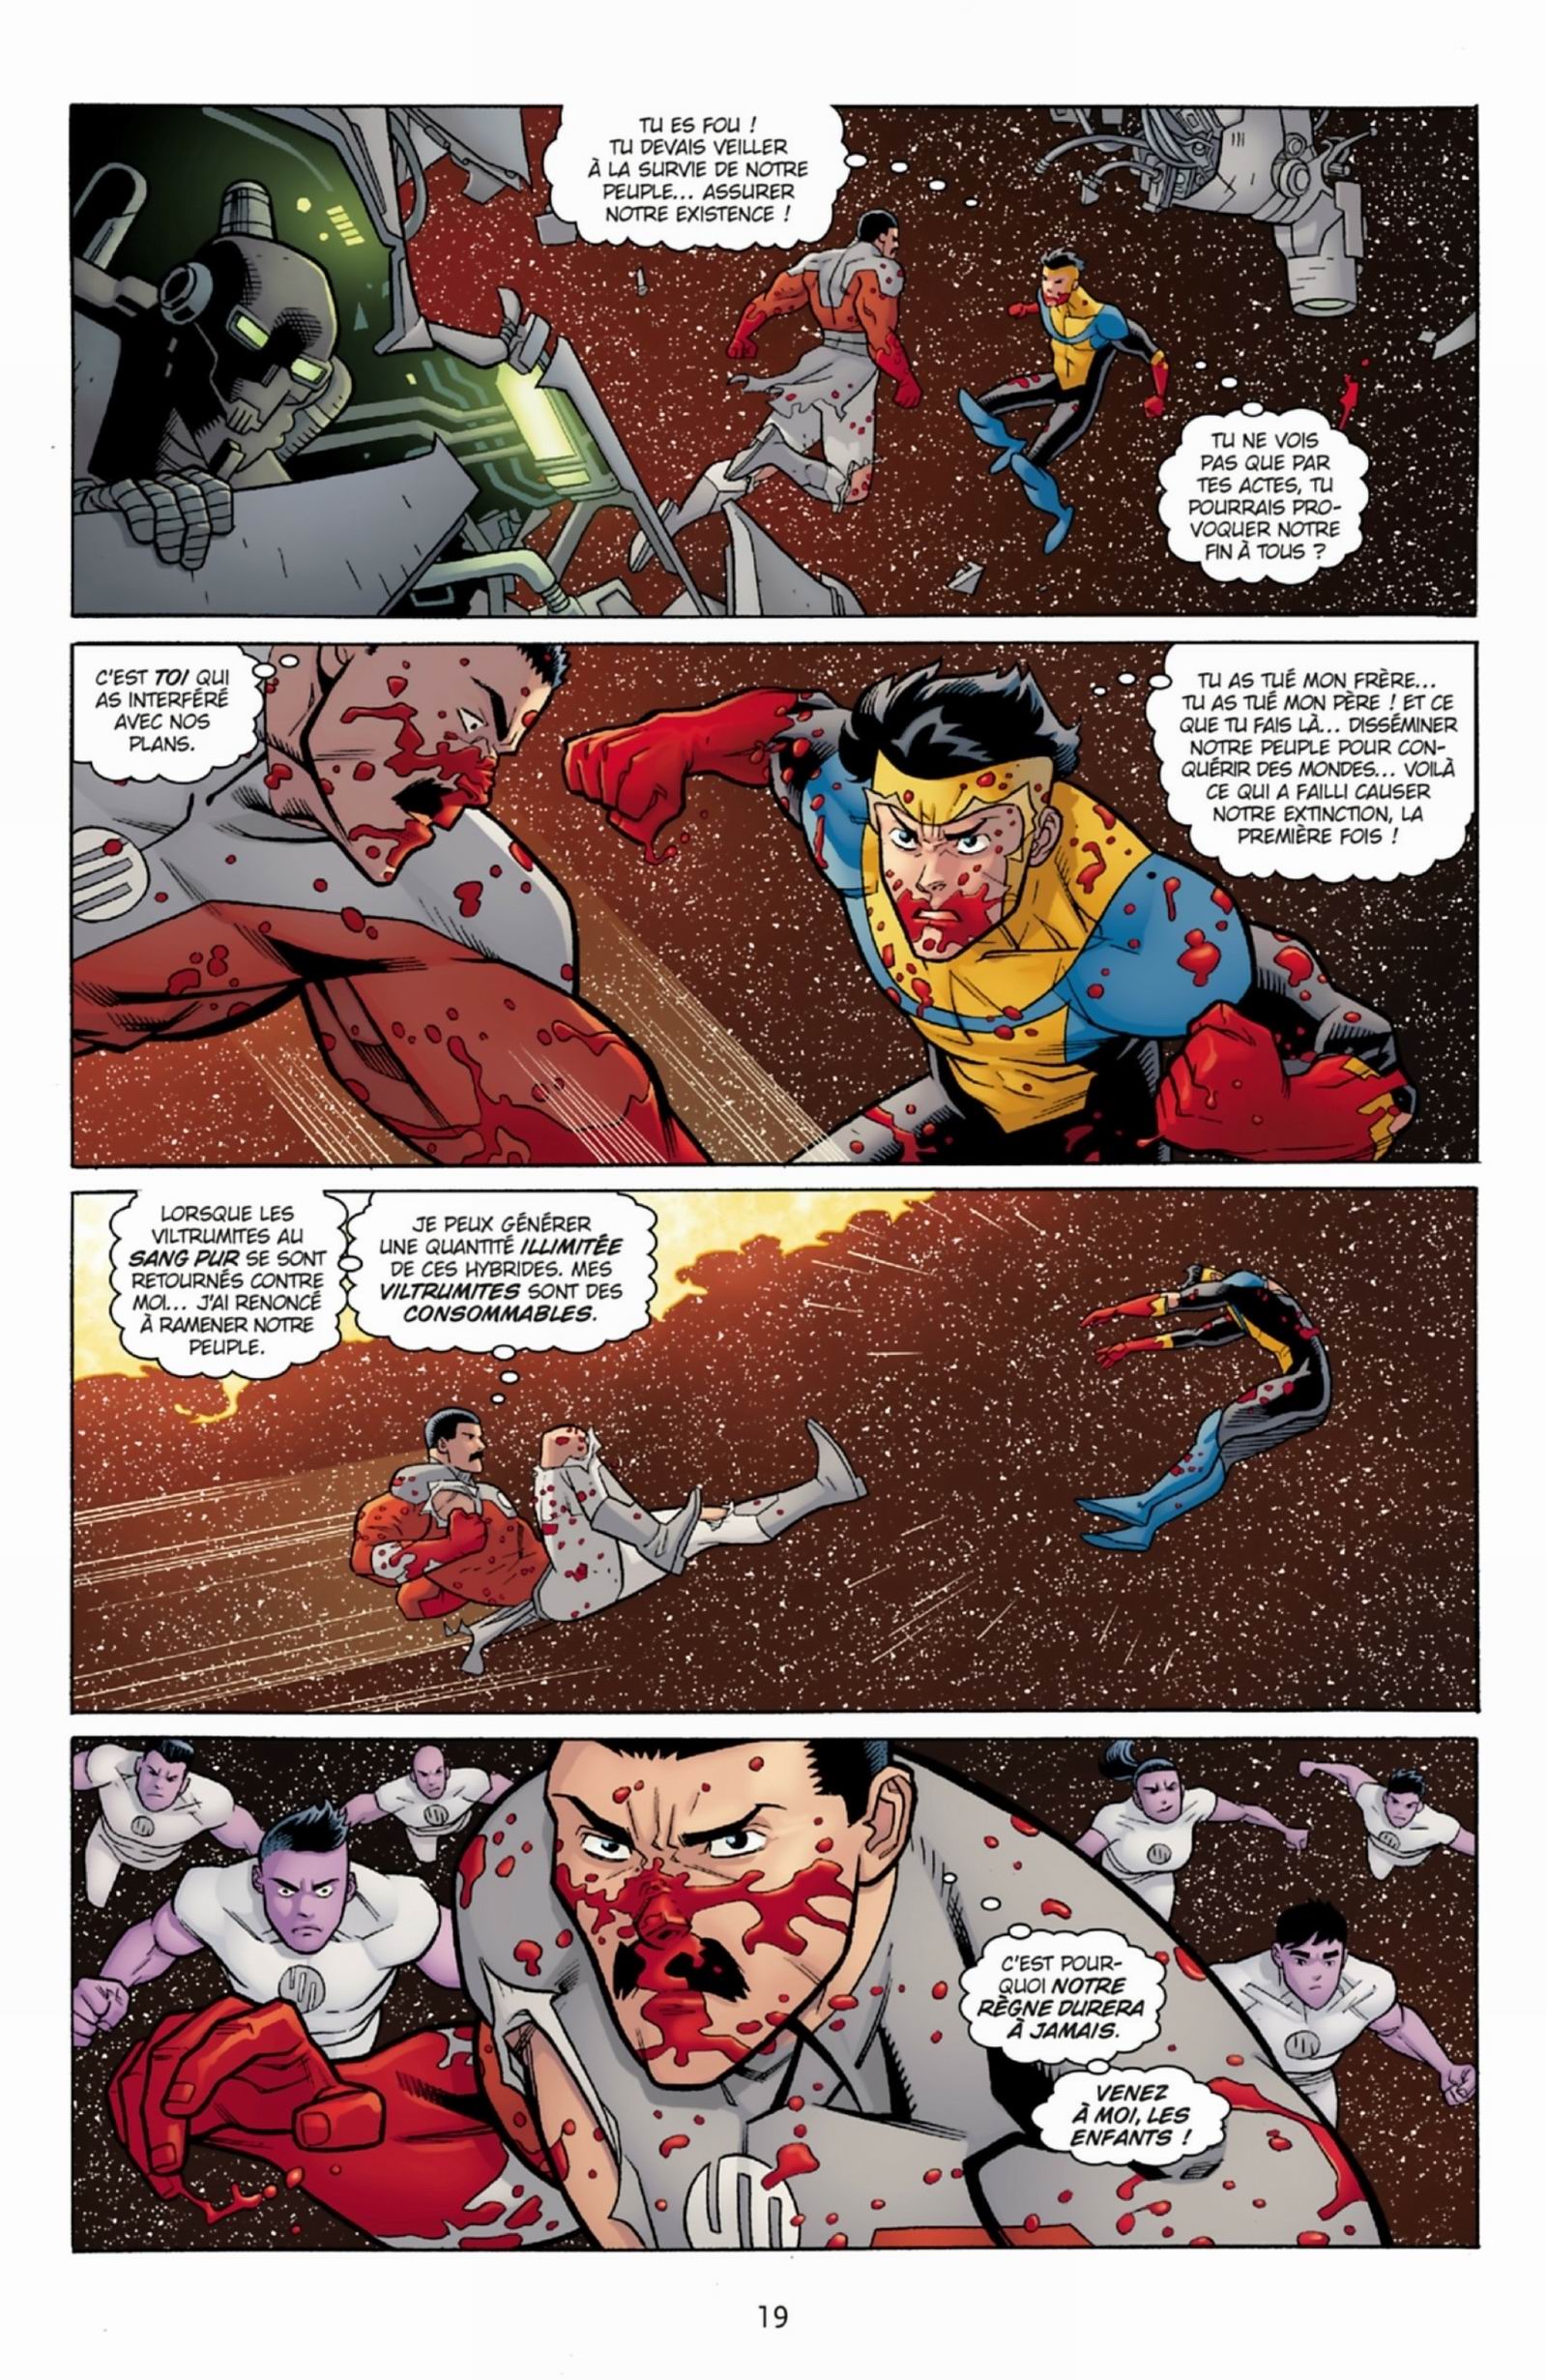 TU ES FOU !
TU DEVAIS VEILLER
À LA SURVIE DE NOTRE
PEUPLE... ASSURER
NOTRE EXISTENCE !
TU NE VOIS
PAS QUE PAR
TES ACTES, TU
POURRAIS PRO-
VOQUER NOTRE
FIN À TOUS ?
C'EST TOI QUI
AS INTERFÉRÉ
AVEC NOS
PLANS.
TU AS TUÉ MON FRÈRE...
TU AS TUÉ MON PÈRE ! ET CE
QUE TU FAIS LÀ... DISSÉMINER
NOTRE PEUPLE POUR CON-
QUÉRIR DES MONDES... VOILÀ
CE QUI A FAILLI CAUSER
NOTRE EXTINCTION, LA
PREMIÈRE FOIS !
LORSQUE LES
VILTRUMITES AU
SANG PUR SE SONT
RETOURNÉS CONTRE
MOI... J'AI RENONCÉ
À RAMENER NOTRE
PEUPLE.
JE PEUX GÉNÉRER
UNE QUANTITÉ ILLIMITÉE
DE CES HYBRIDES. MES
VILTRUMITES SONT DES
CONSOMMABLES.
C'EST POUR-
QUOI NOTRE
RÈGNE DURERA
À JAMAIS.
VENEZ
À MOI, LES
ENFANTS !
19